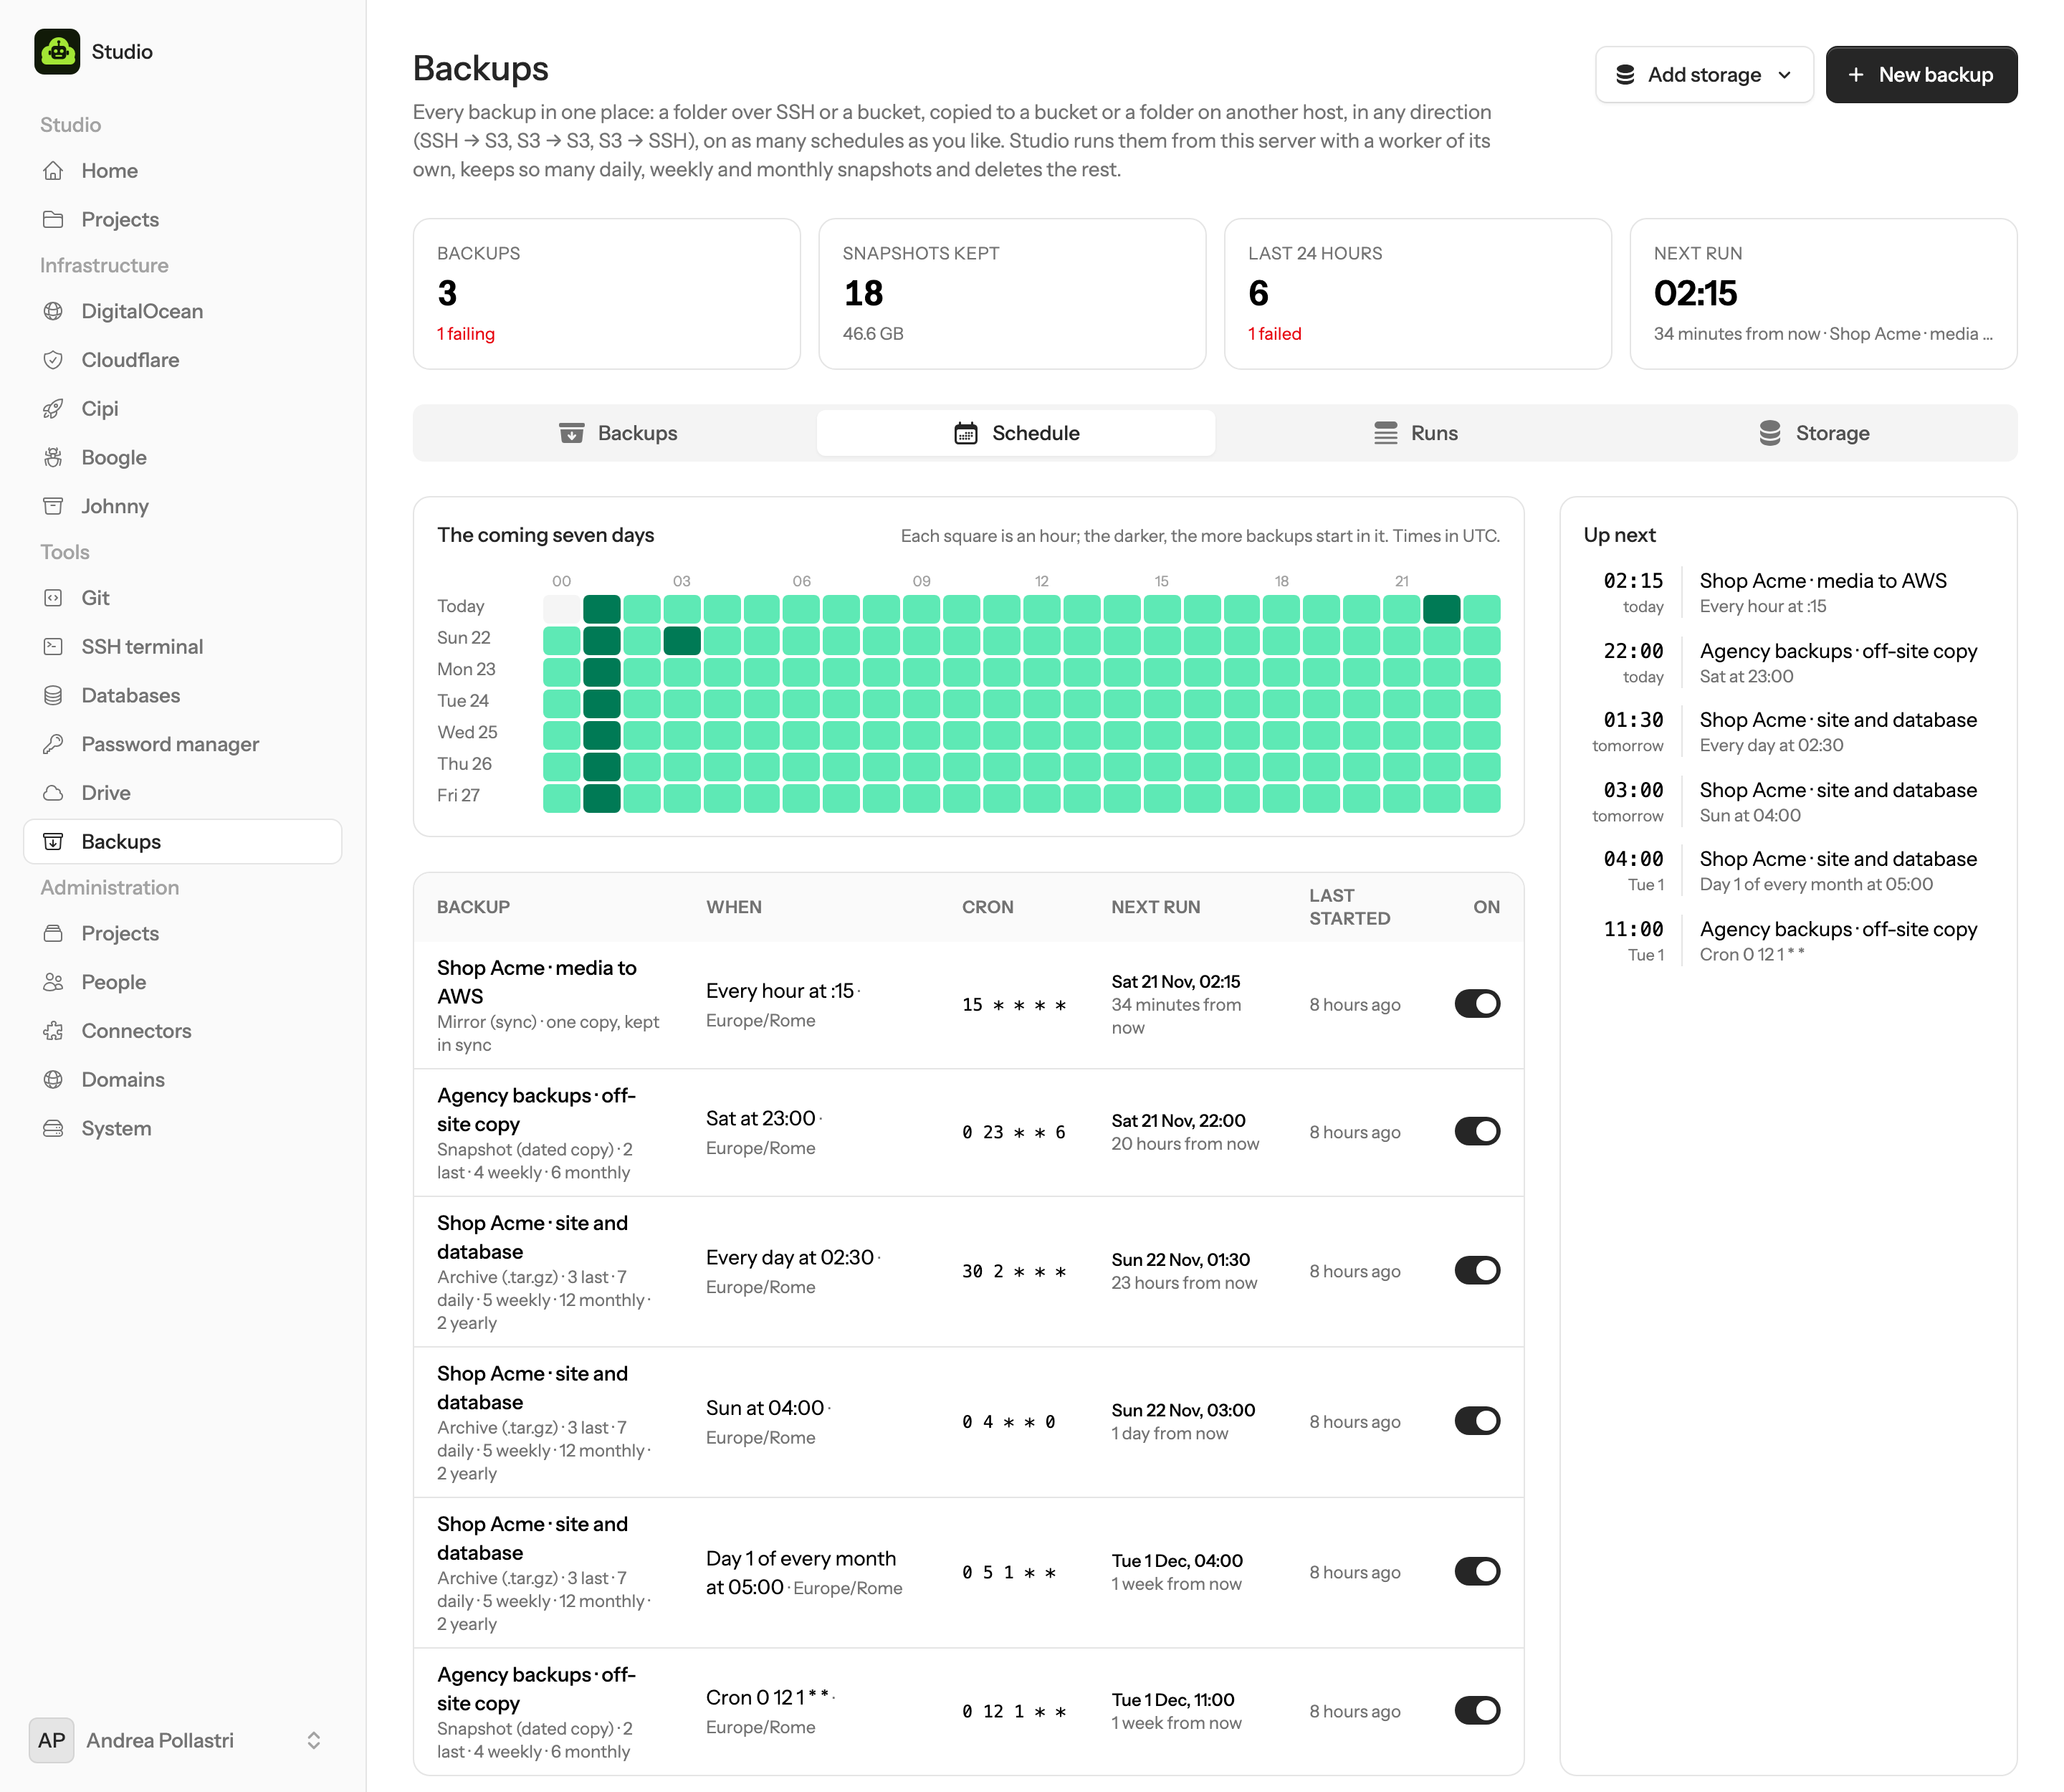 Studio
Studio
Home
Projects
Infrastructure
DigitalOcean
Cloudflare
Cipi
Boogle
Johnny
Tools
Git
SSH terminal
Databases
Password manager
Drive
Backups
Administration
Projects
People
Connectors
Domains
System
AP
Andrea Pollastri
Backups
Every backup in one place: a folder over SSH or a bucket, copied to a bucket or a folder on another host, in any direction
(SSH → S3, S3 → S3, S3 → SSH), on as many schedules as you like. Studio runs them from this server with a worker of its
own, keeps so many daily, weekly and monthly snapshots and deletes the rest.
Add storage
+ New backup
BACKUPS
3
1 failing
SNAPSHOTS KEPT
18
46.6 GB
LAST 24 HOURS
6
1 failed
NEXT RUN
02:15
34 minutes from now · Shop Acme · media ...
Backups
Schedule
Runs
Storage
The coming seven days
Each square is an hour; the darker, the more backups start in it. Times in UTC.
00 03 06 09 12 15 18 21
Today
Sun 22
Mon 23
Tue 24
Wed 25
Thu 26
Fri 27
Up next
02:15 Shop Acme · media to AWS
today Every hour at :15
22:00 Agency backups · off-site copy
today Sat at 23:00
01:30 Shop Acme · site and database
tomorrow Every day at 02:30
03:00 Shop Acme · site and database
tomorrow Sun at 04:00
04:00 Shop Acme · site and database
Tue 1 Day 1 of every month at 05:00
11:00 Agency backups · off-site copy
Tue 1 Cron 0 12 1 * *
BACKUP WHEN CRON NEXT RUN LAST STARTED ON
Shop Acme · media to
AWS
Mirror (sync) · one copy, kept
in sync
Every hour at :15 ·
Europe/Rome
15 * * * *
Sat 21 Nov, 02:15
34 minutes from
now
8 hours ago
Agency backups · off-
site copy
Snapshot (dated copy) · 2
last · 4 weekly · 6 monthly
Sat at 23:00 ·
Europe/Rome
0 23 * * 6
Sat 21 Nov, 22:00
20 hours from now
8 hours ago
Shop Acme · site and
database
Archive (.tar.gz) · 3 last · 7
daily · 5 weekly · 12 monthly ·
2 yearly
Every day at 02:30 ·
Europe/Rome
30 2 * * *
Sun 22 Nov, 01:30
23 hours from now
8 hours ago
Shop Acme · site and
database
Archive (.tar.gz) · 3 last · 7
daily · 5 weekly · 12 monthly ·
2 yearly
Sun at 04:00 ·
Europe/Rome
0 4 * * 0
Sun 22 Nov, 03:00
1 day from now
8 hours ago
Shop Acme · site and
database
Archive (.tar.gz) · 3 last · 7
daily · 5 weekly · 12 monthly ·
2 yearly
Day 1 of every month
at 05:00 · Europe/Rome
0 5 1 * *
Tue 1 Dec, 04:00
1 week from now
8 hours ago
Agency backups · off-
site copy
Snapshot (dated copy) · 2
last · 4 weekly · 6 monthly
Cron 0 12 1 * * ·
Europe/Rome
0 12 1 * *
Tue 1 Dec, 11:00
1 week from now
8 hours ago